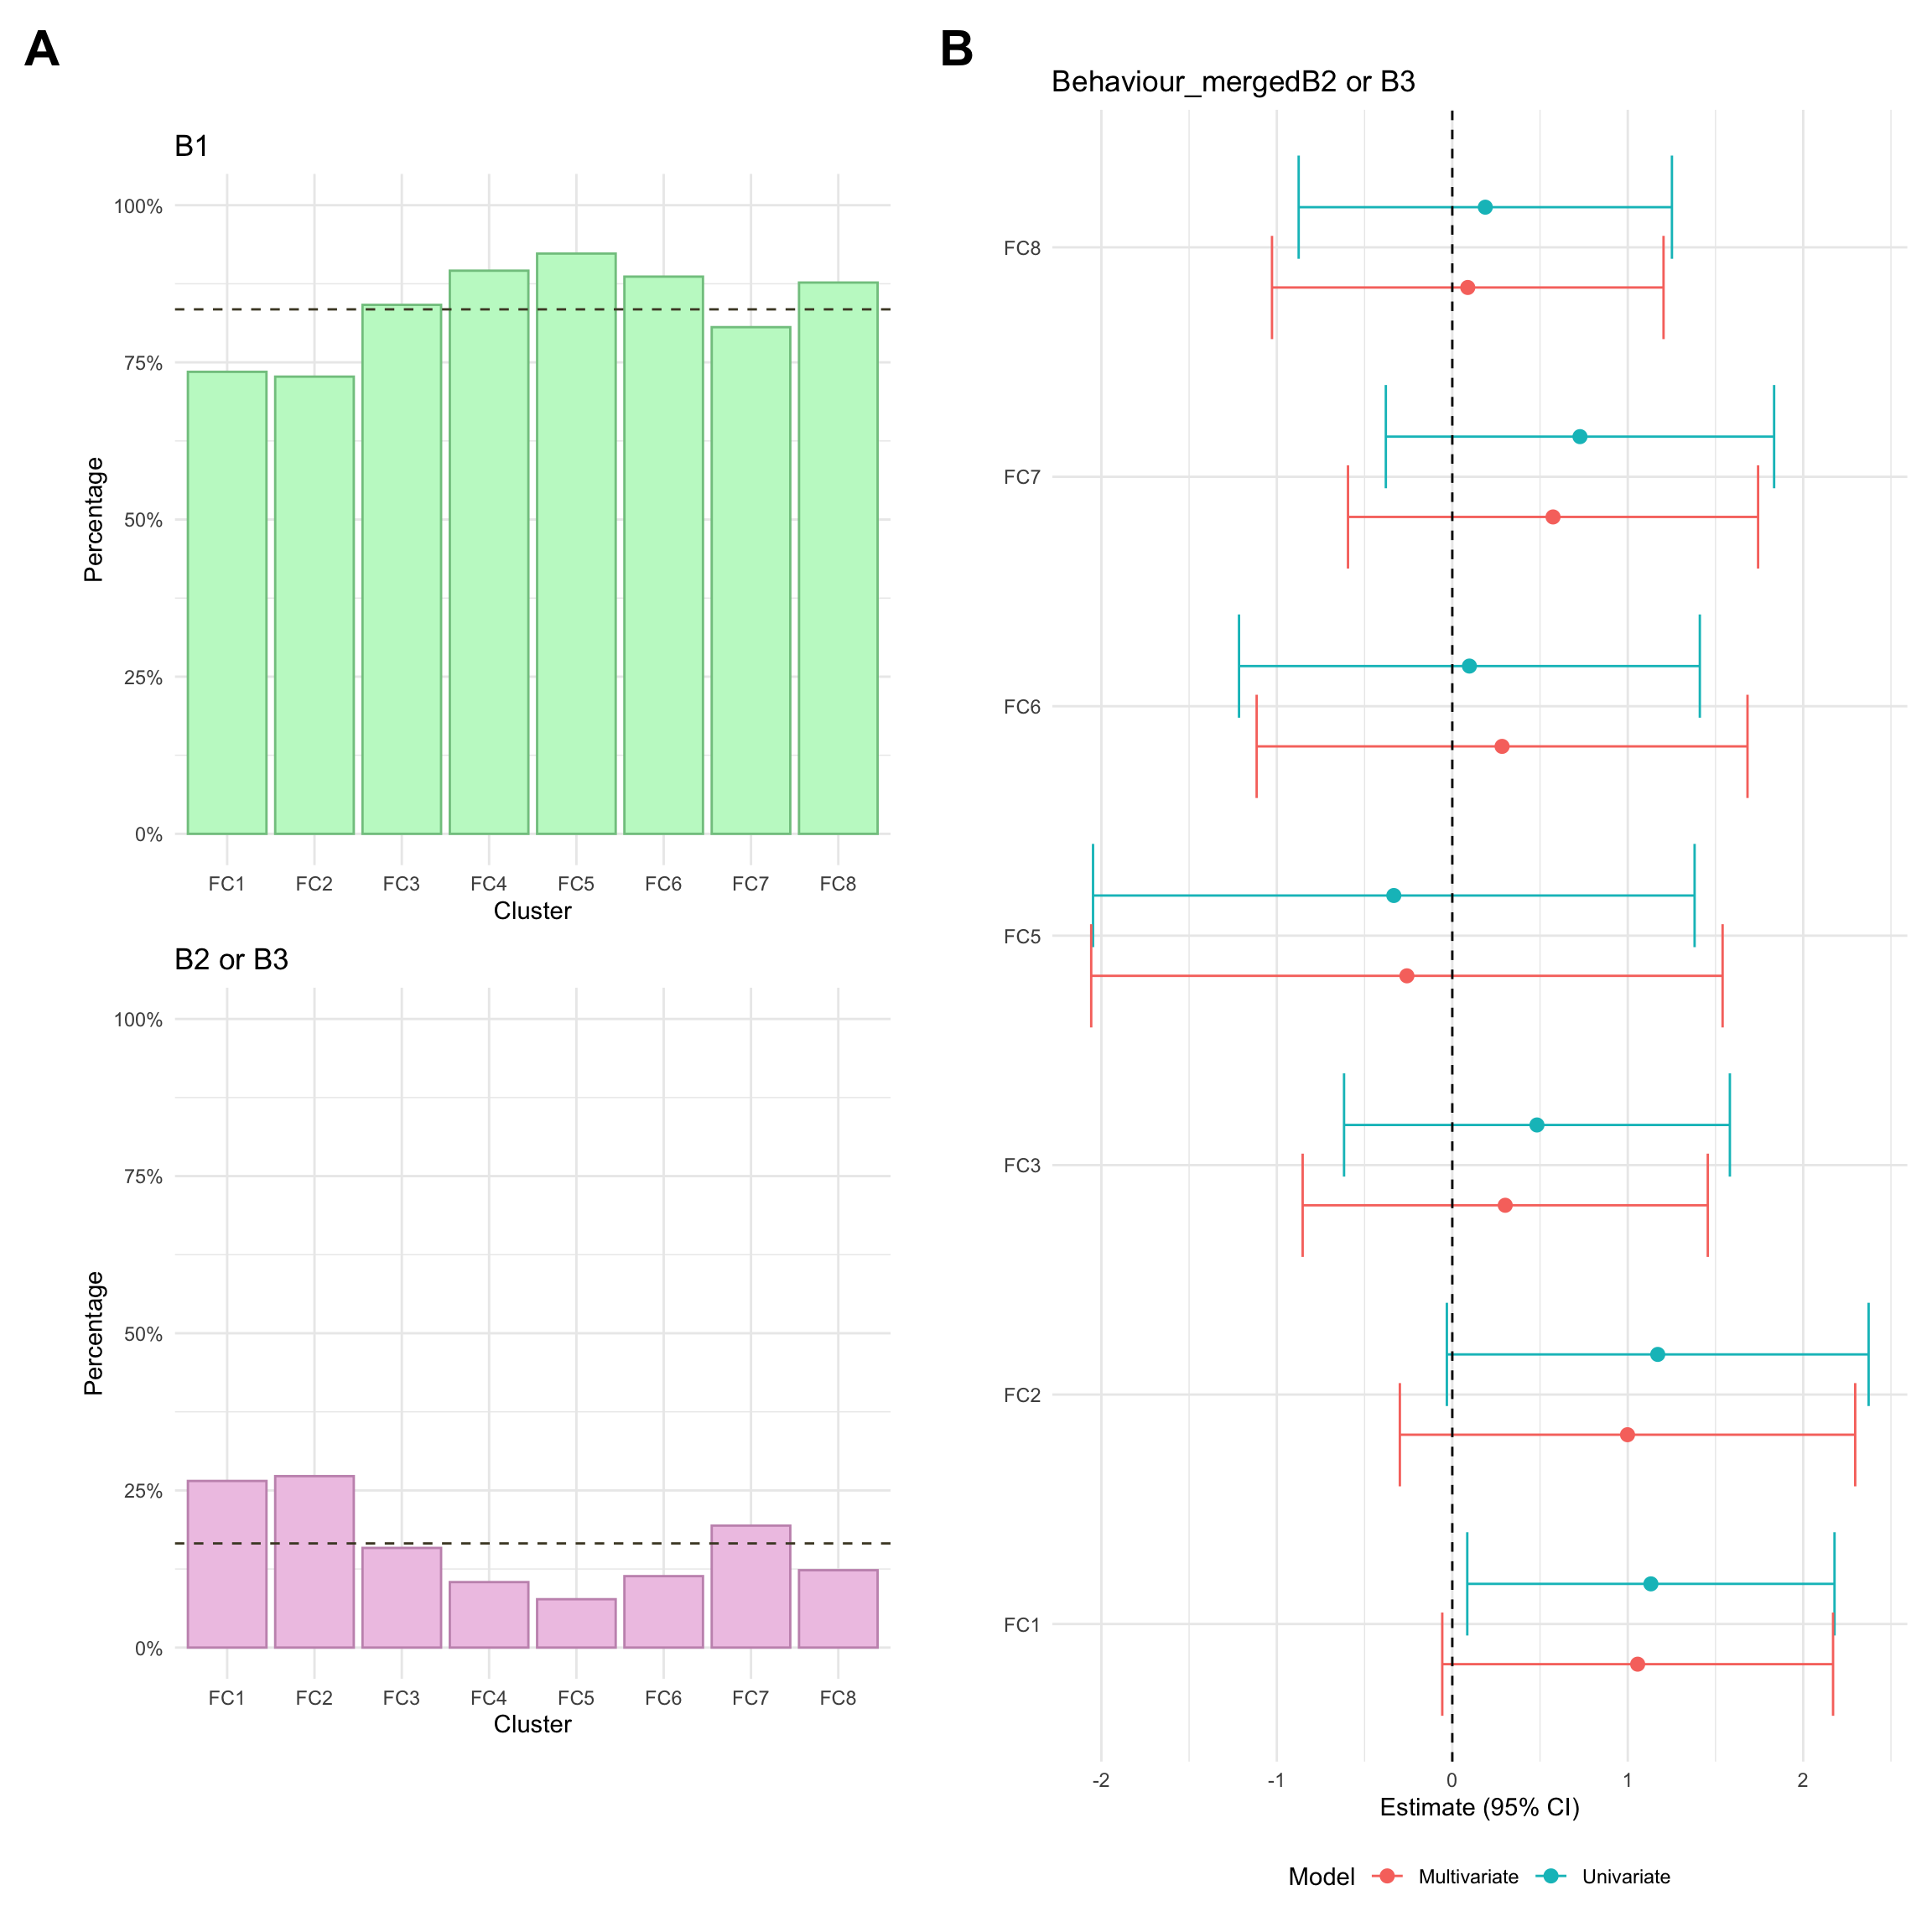 A
B1
100%
75%
50%
25%
0%
Percentage
FC1 FC2 FC3 FC4 FC5 FC6 FC7 FC8
Cluster
B2 or B3
100%
75%
50%
25%
0%
Percentage
FC1 FC2 FC3 FC4 FC5 FC6 FC7 FC8
Cluster
B
Behaviour_mergedB2 or B3
FC8
FC7
FC6
FC5
FC3
FC2
FC1
-2 -1 0 1 2
Estimate (95% CI)
Model Multivariate Univariate